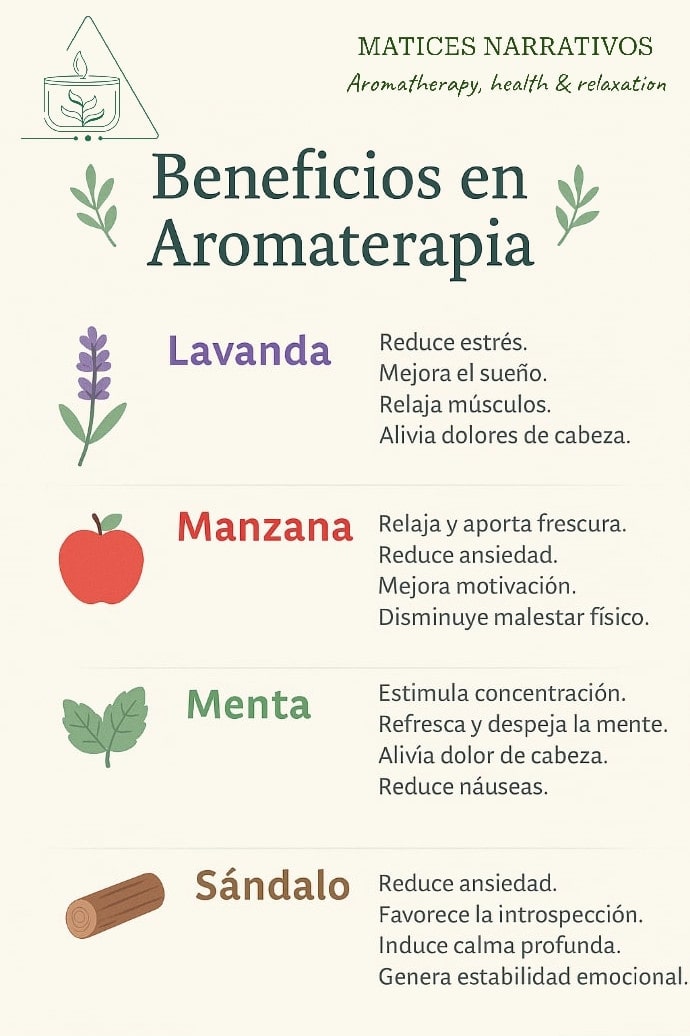 MATICES NARRATIVOS
Aromatherapy, health & relaxation
Beneficios en
Aromaterapia
Lavanda
Reduce estrés.
Mejora el sueño.
Relaja músculos.
Alivia dolores de cabeza.
Manzana
Relaja y aporta frescura.
Reduce ansiedad.
Mejora motivación.
Disminuye malestar físico.
Menta
Estimula concentración.
Refresca y despeja la mente.
Alivía dolor de cabeza.
Reduce náuseas.
Sándalo
Reduce ansiedad.
Favorece la introspección.
Induce calma profunda.
Genera estabilidad emocional.